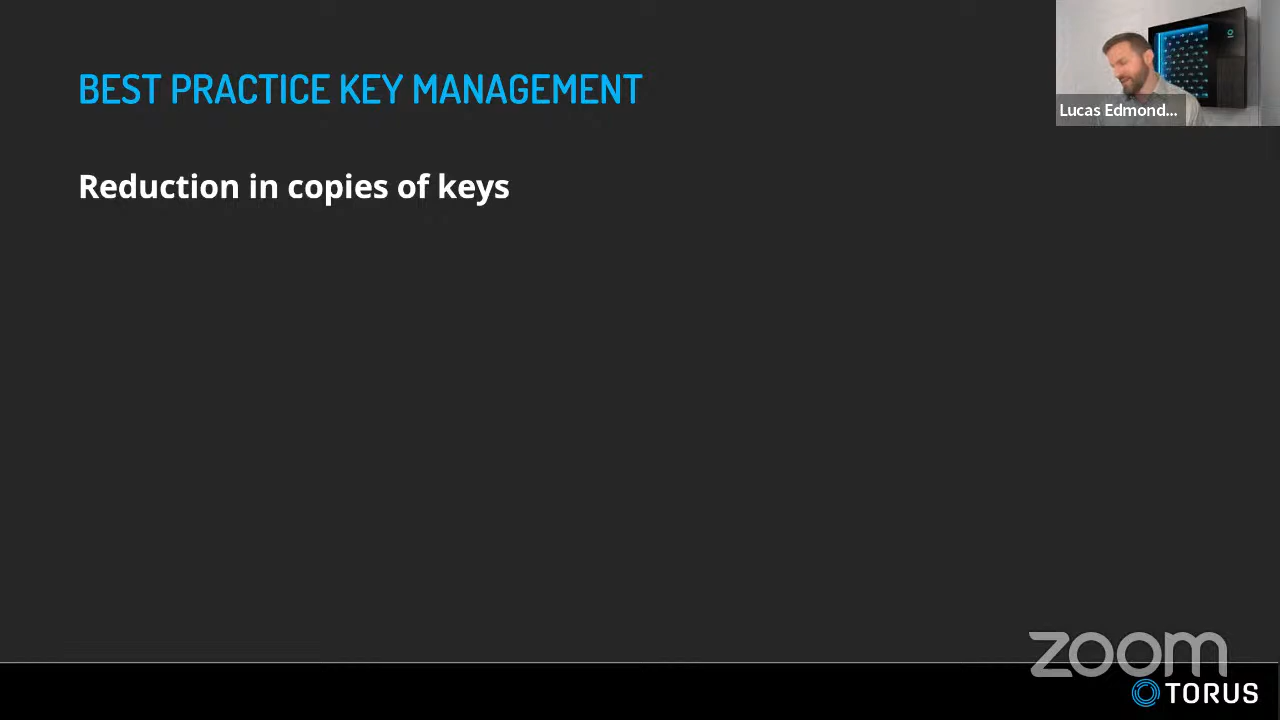 BEST PRACTICE KEY MANAGEMENT
Lucas Edmond...
Reduction in copies of keys
zoom
TORUS